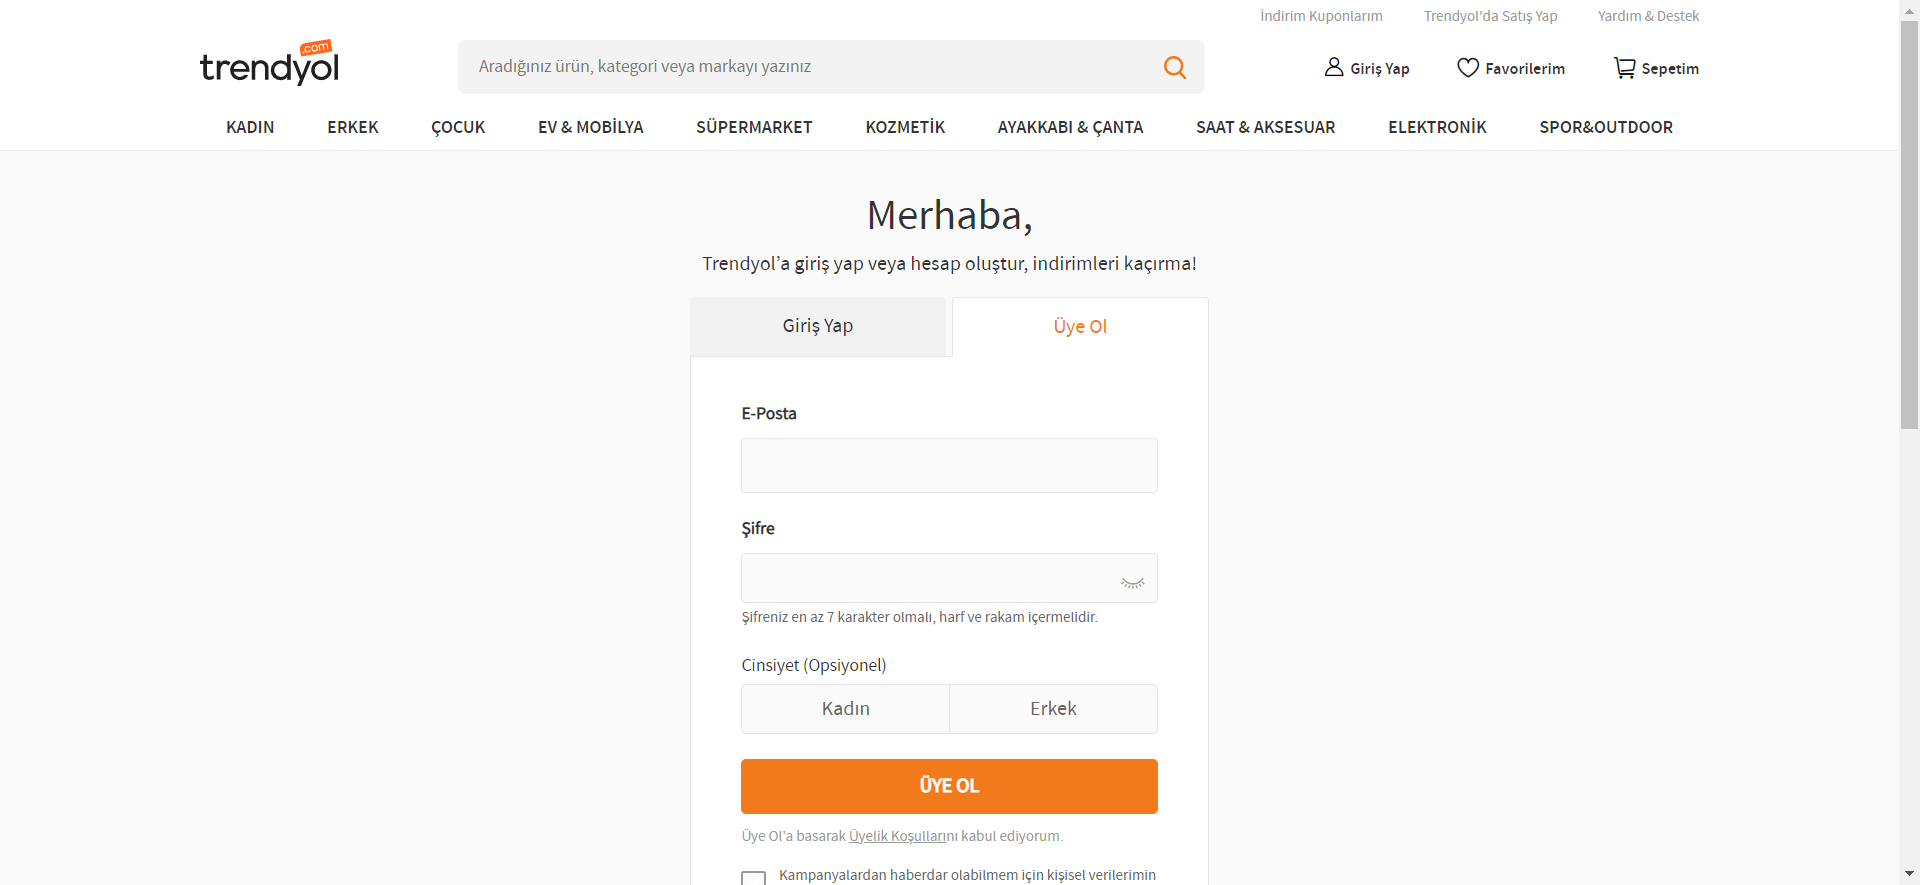 İndirim Kuponlarım Trendyol'da Satış Yap Yardım & Destek
trendyol .com
Aradığınız ürün, kategori veya markayı yazınız
Giriş Yap Favorilerim Sepetim
KADIN ERKEK ÇOCUK EV & MOBİLYA SÜPERMARKET KOZMETİK AYAKKABI & ÇANTA SAAT & AKSESUAR ELEKTRONİK SPOR&OUTDOOR
Merhaba,
Trendyol’a giriş yap veya hesap oluştur, indirimleri kaçırma!
Giriş Yap Üye Ol
E-Posta
Şifre
Şifreniz en az 7 karakter olmalı, harf ve rakam içermelidir.
Cinsiyet (Opsiyonel)
Kadın Erkek
ÜYE OL
Üye Ol’a basarak Üyelik Koşullarını kabul ediyorum.
Kampanyalardan haberdar olabilmem için kişisel verilerimin